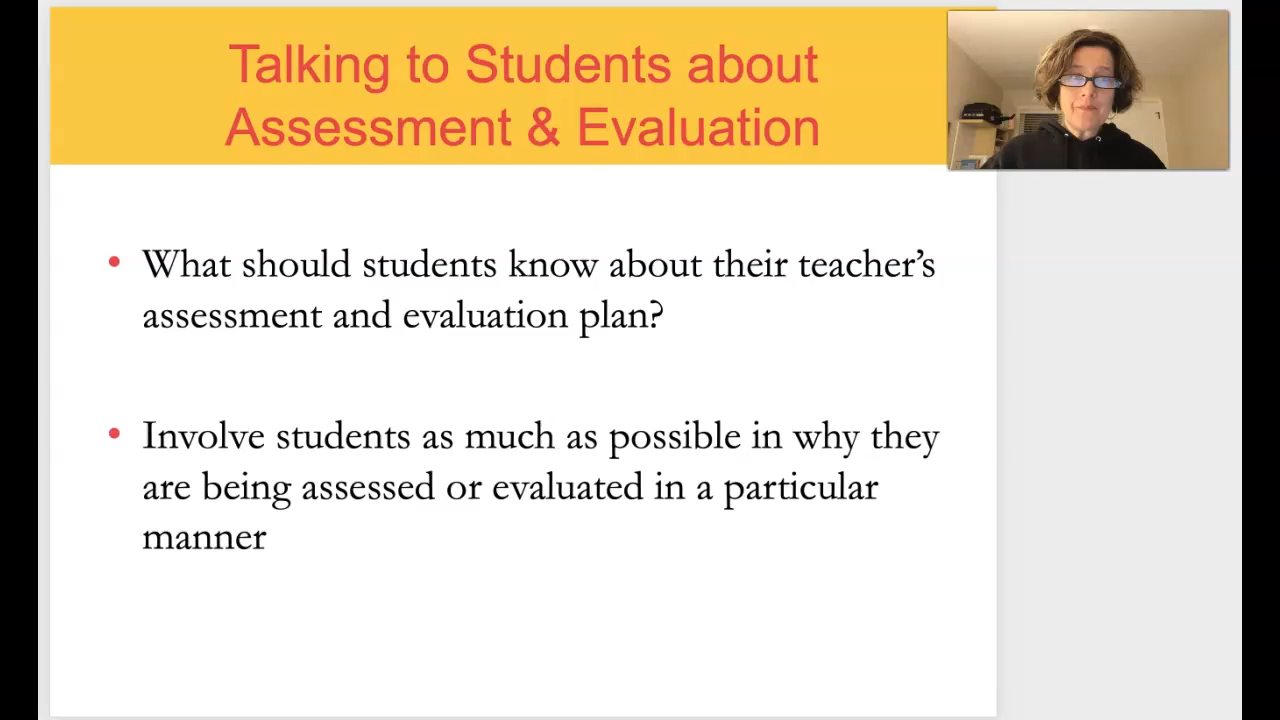 Talking to Students about
Assessment & Evaluation
• What should students know about their teacher’s
assessment and evaluation plan?
• Involve students as much as possible in why they
are being assessed or evaluated in a particular
manner